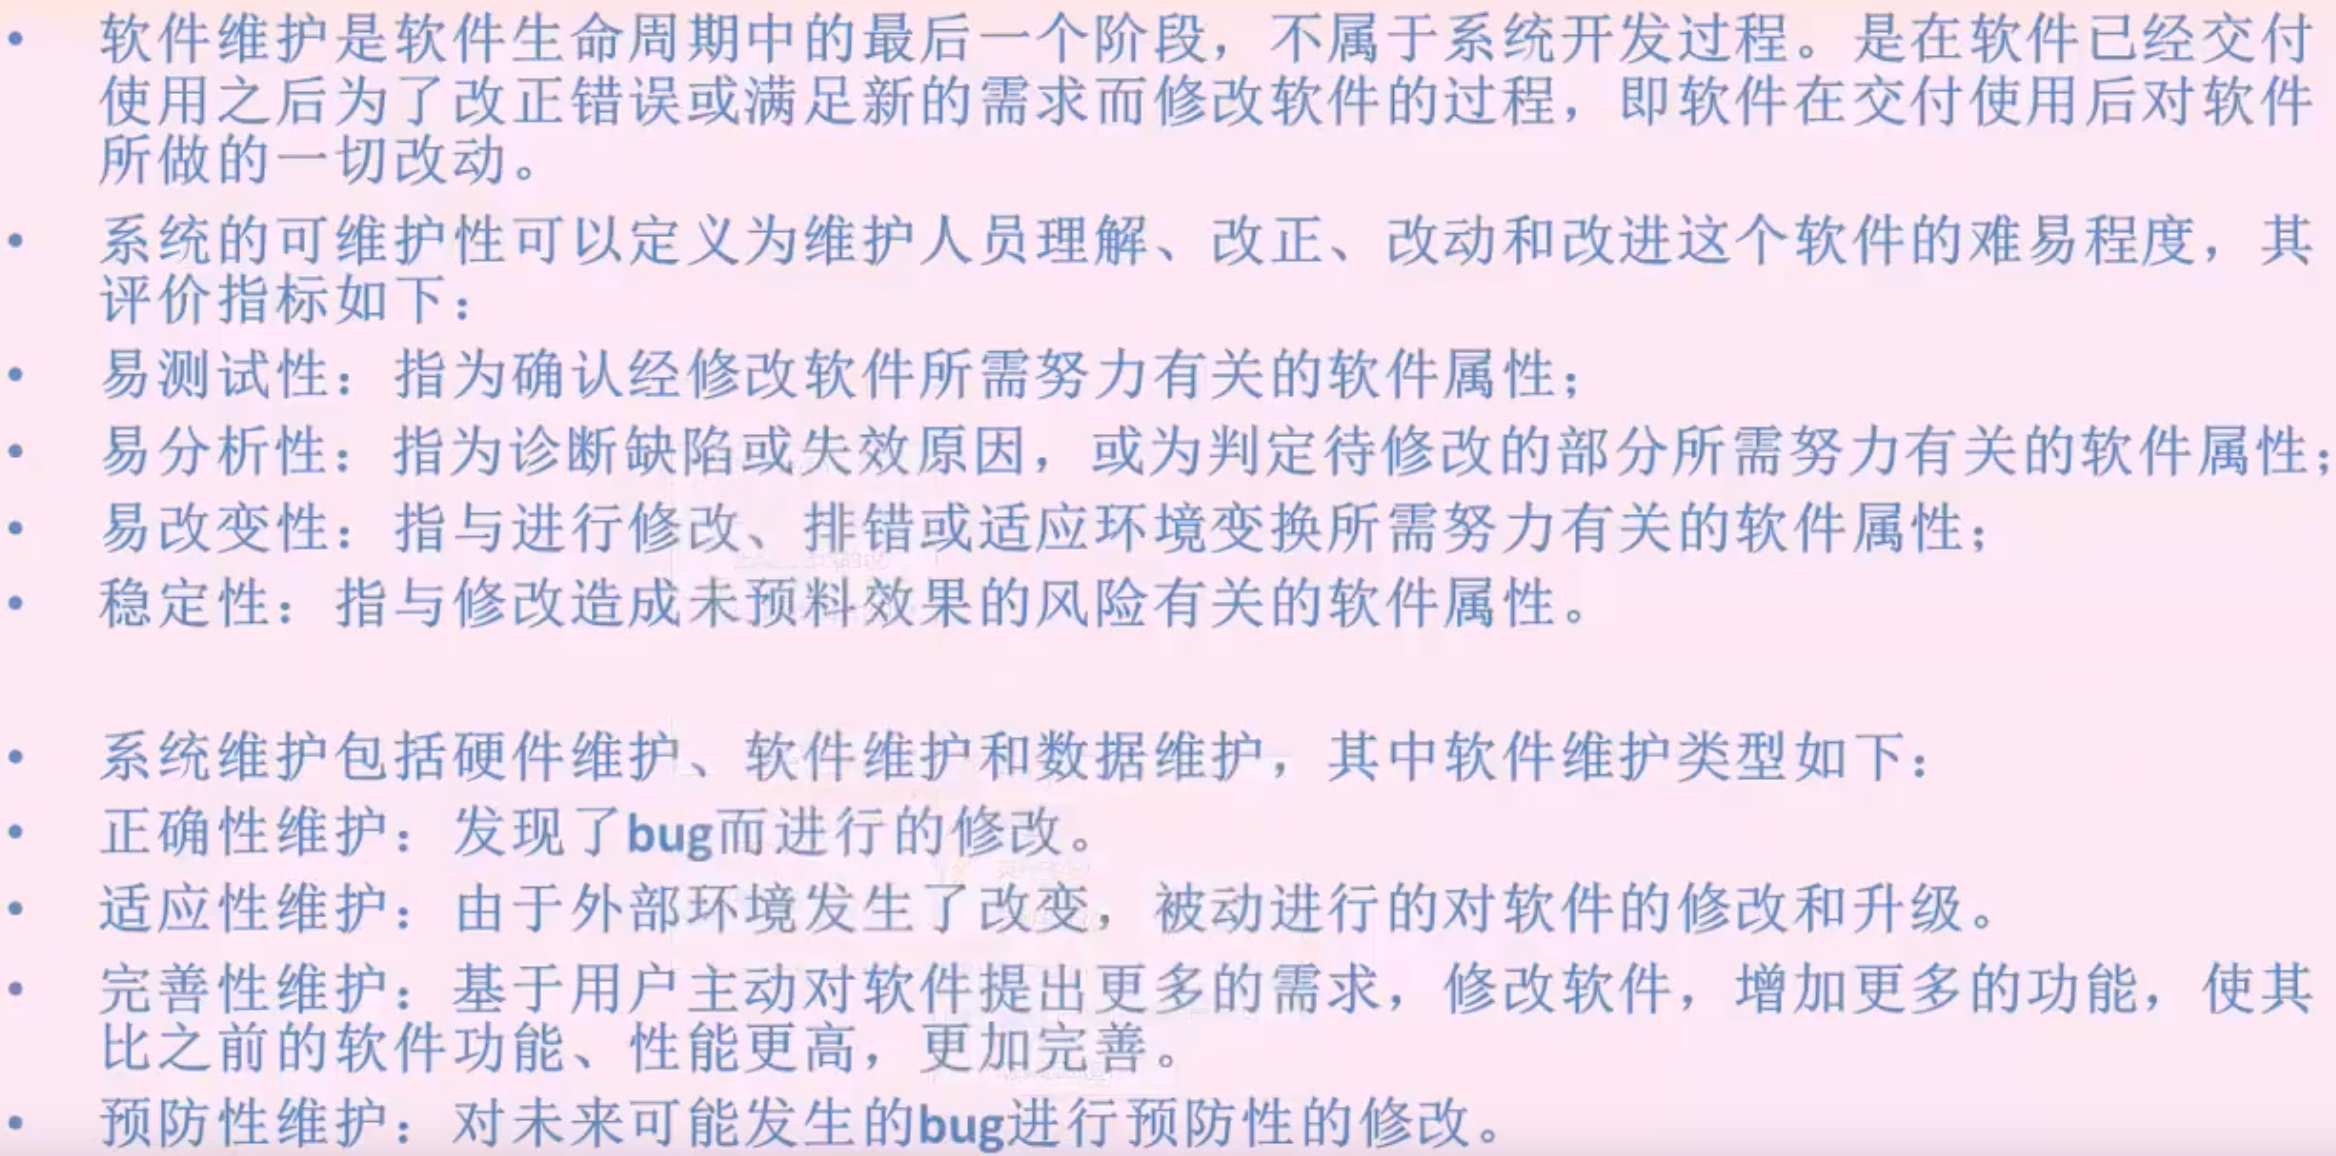 • 软件维护是软件生命周期中的最后一个阶段，不属于系统开发过程。是在软件已经交付
使用之后为了改正错误或满足新的需求而修改软件的过程，即软件在交付使用后对软件
所做的一切改动。
• 系统的可维护性可以定义为维护人员理解、改正、改动和改进这个软件的难易程度，其
评价指标如下：
• 易测试性：指为确认经修改软件所需努力有关的软件属性；
• 易分析性：指为诊断缺陷或失效原因，或为判定待修改的部分所需努力有关的软件属性；
• 易改变性：指与进行修改、排错或适应环境变换所需努力有关的软件属性；
• 稳定性：指与修改造成未预料效果的风险有关的软件属性。
• 系统维护包括硬件维护、软件维护和数据维护，其中软件维护类型如下：
• 正确性维护：发现了bug而进行的修改。
• 适应性维护：由于外部环境发生了改变，被动进行的对软件的修改和升级。
• 完善性维护：基于用户主动对软件提出更多的需求，修改软件，增加更多的功能，使其
比之前的软件功能、性能更高，更加完善。
• 预防性维护：对未来可能发生的bug进行预防性的修改。